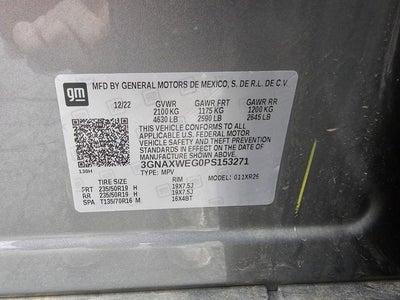 gm
MFD BY GENERAL MOTORS DE MEXICO, S. DE R.L. DE C.V.
12/22 GVWR GAWR FRT GAWR RR
2100 KG 1175 KG 1200 KG
4630 LB 2590 LB 2645 LB
THIS VEHICLE CONFORMS TO ALL
APPLICABLE U.S. FEDERAL MOTOR
VEHICLE SAFETY AND THEFT PREVENTION
STANDARDS IN EFFECT ON THE DATE OF
MANUFACTURE SHOWN ABOVE.
3GNAXWEG0PS153271
TYPE: MPV MODEL: 011XR26
TIRE SIZE RIM
FRT 235/50R19 H 19X7.5J
RR 235/50R19 H 19X7.5J
SPA T135/70R16 M 16X4BT